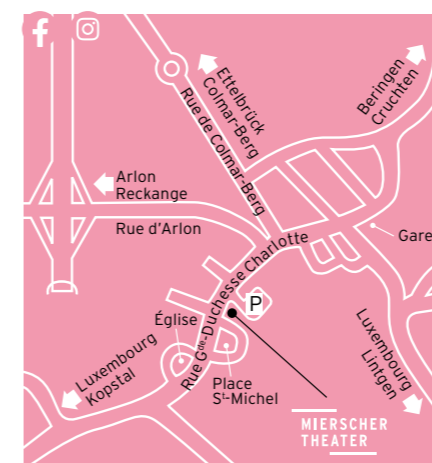 Ettelbrück
Colmar-Berg
Beringen
Cruchten
Rue de Colmar-Berg
Arlon
Reckange
Rue d'Arlon
Gare
Rue Gde-Duchesse Charlotte
P
Église
Luxembourg
Kopstal
Place
St-Michel
Luxembourg
Lintgen
MIERSCHER
THEATER